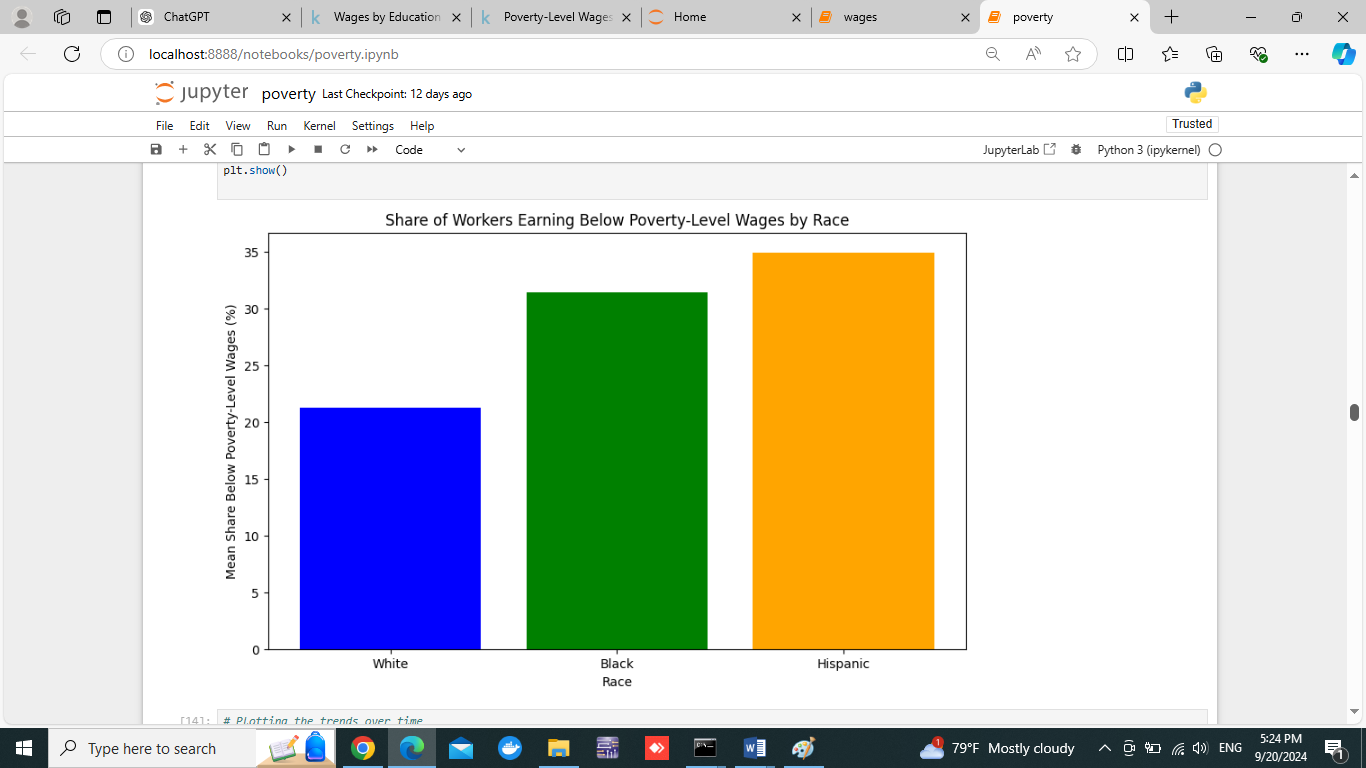 ChatGPT
Wages by Education
Poverty-Level Wages
Home
wages
poverty
localhost:8888/notebooks/poverty.ipynb
jupyter poverty Last Checkpoint: 12 days ago
File Edit View Run Kernel Settings Help
Trusted
Code
JupyterLab
Python 3 (ipykernel)
plt.show()
Share of Workers Earning Below Poverty-Level Wages by Race
Mean Share Below Poverty-Level Wages (%)
35
30
25
20
15
10
5
0
White Black Hispanic
Race
[14]: # Plotting the trends over time
Type here to search
1
79°F Mostly cloudy
ENG
5:24 PM
9/20/2024
1